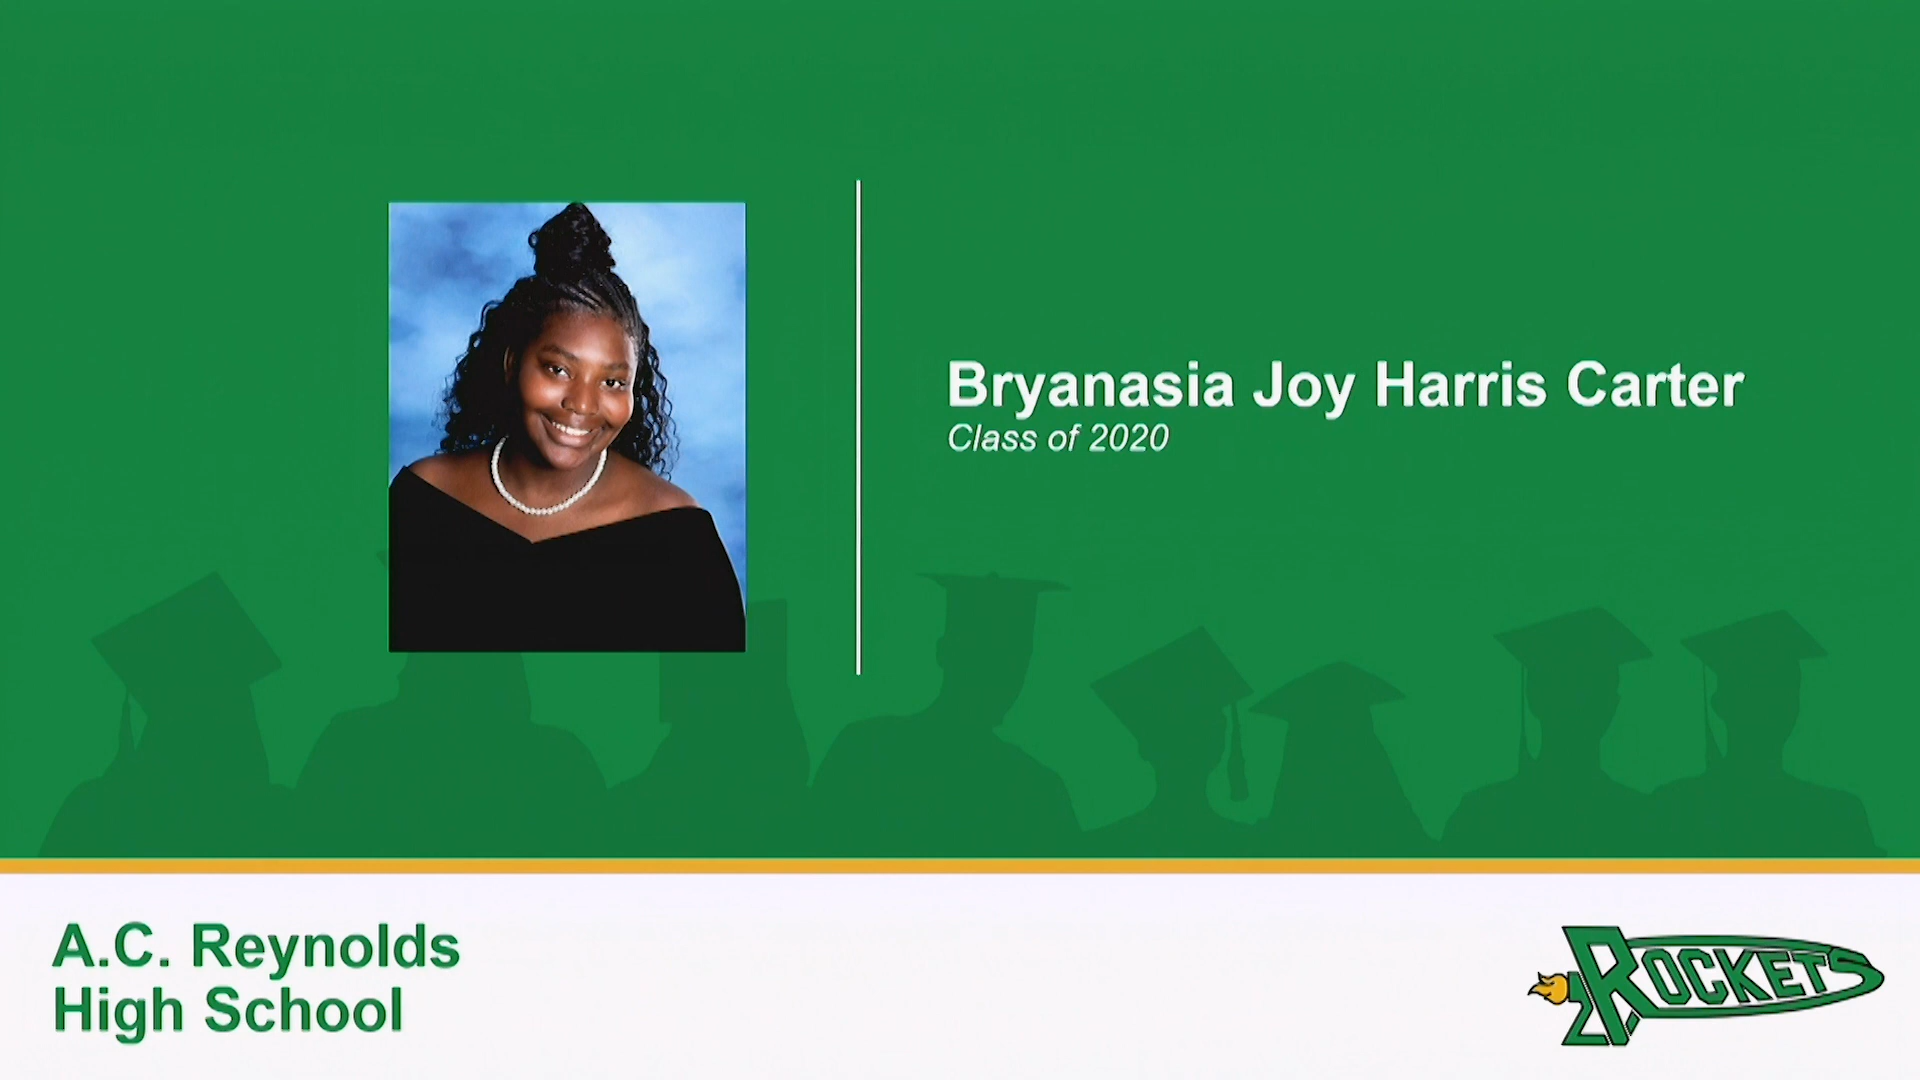 Bryanasia Joy Harris Carter
Class of 2020
A.C. Reynolds
High School
ROCKETS